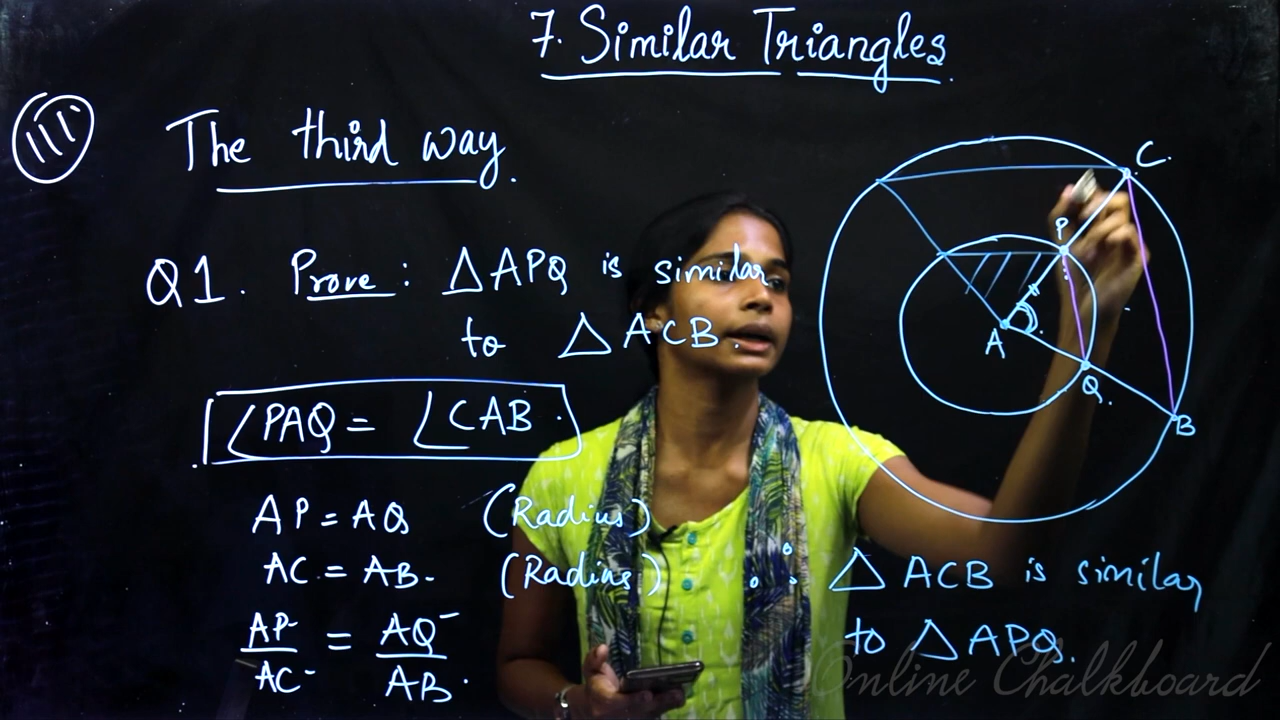 7. Similar Triangles.
III
The third way.
Q1. Prove : △APQ is similar
to △ACB.
∠PAQ = ∠CAB.
AP = AQ (Radius)
AC = AB. (Radius)
AP/AC = AQ/AB.
∴ △ ACB is similar
to △APQ.
C.
P
A
Q.
B
Online Chalkboard